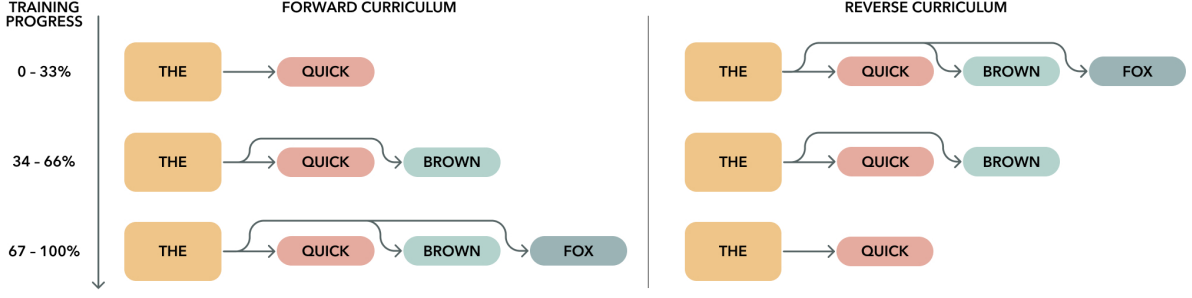 TRAINING
PROGRESS
FORWARD CURRICULUM
REVERSE CURRICULUM
0 – 33%
THE
QUICK
THE
QUICK
BROWN
FOX
34 – 66%
THE
QUICK
BROWN
THE
QUICK
BROWN
67 – 100%
THE
QUICK
BROWN
FOX
THE
QUICK